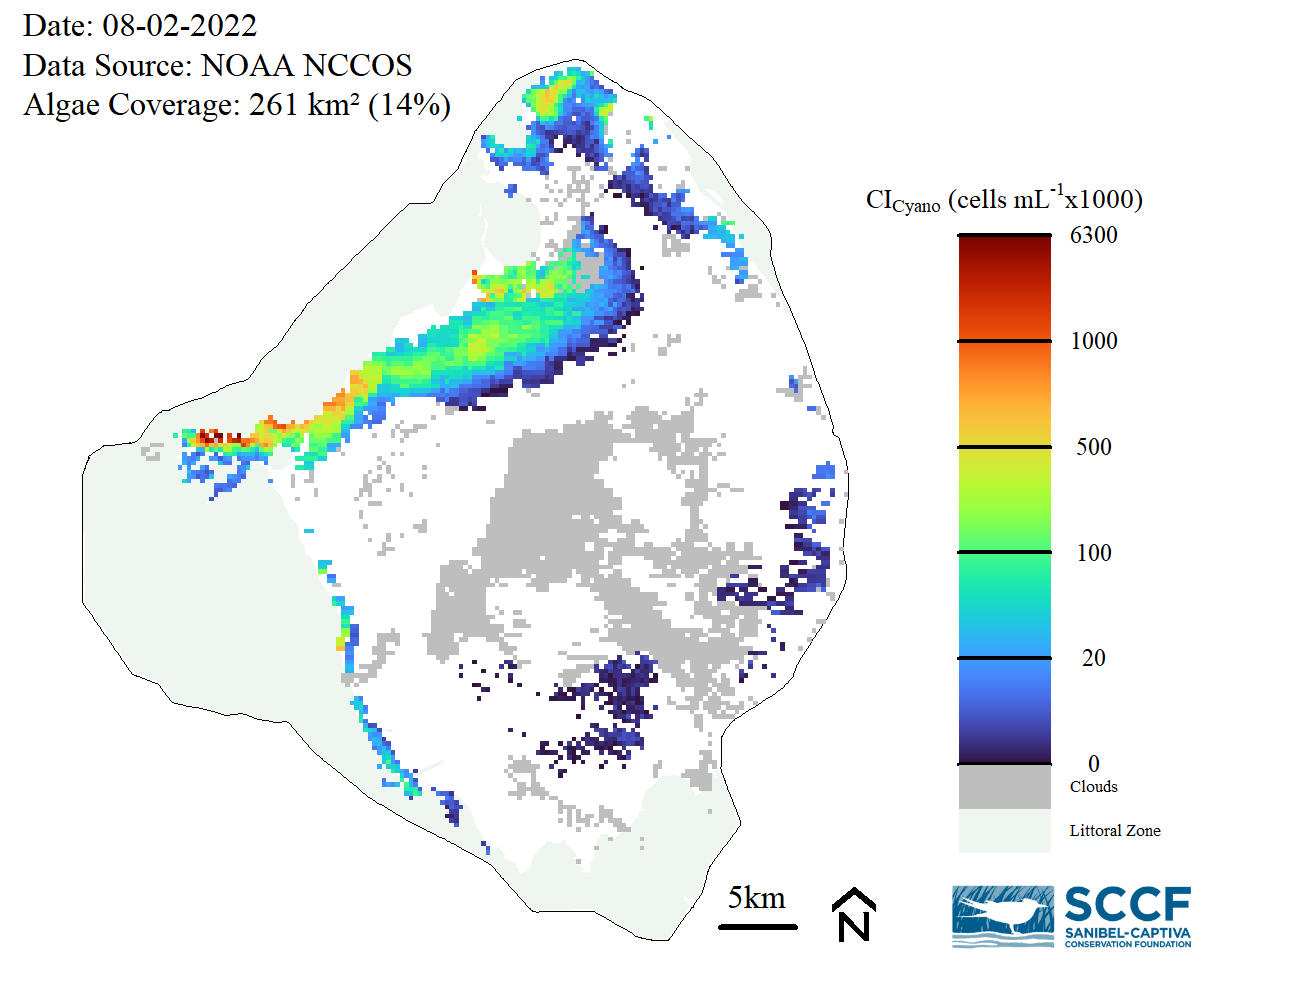 Date: 08-02-2022
Data Source: NOAA NCCOS
Algae Coverage: 261 km² (14%)
CICyano (cells mL-1x1000)
6300
1000
500
100
20
0
Clouds
Littoral Zone
5km
N
SCCF
SANIBEL-CAPTIVA
CONSERVATION FOUNDATION